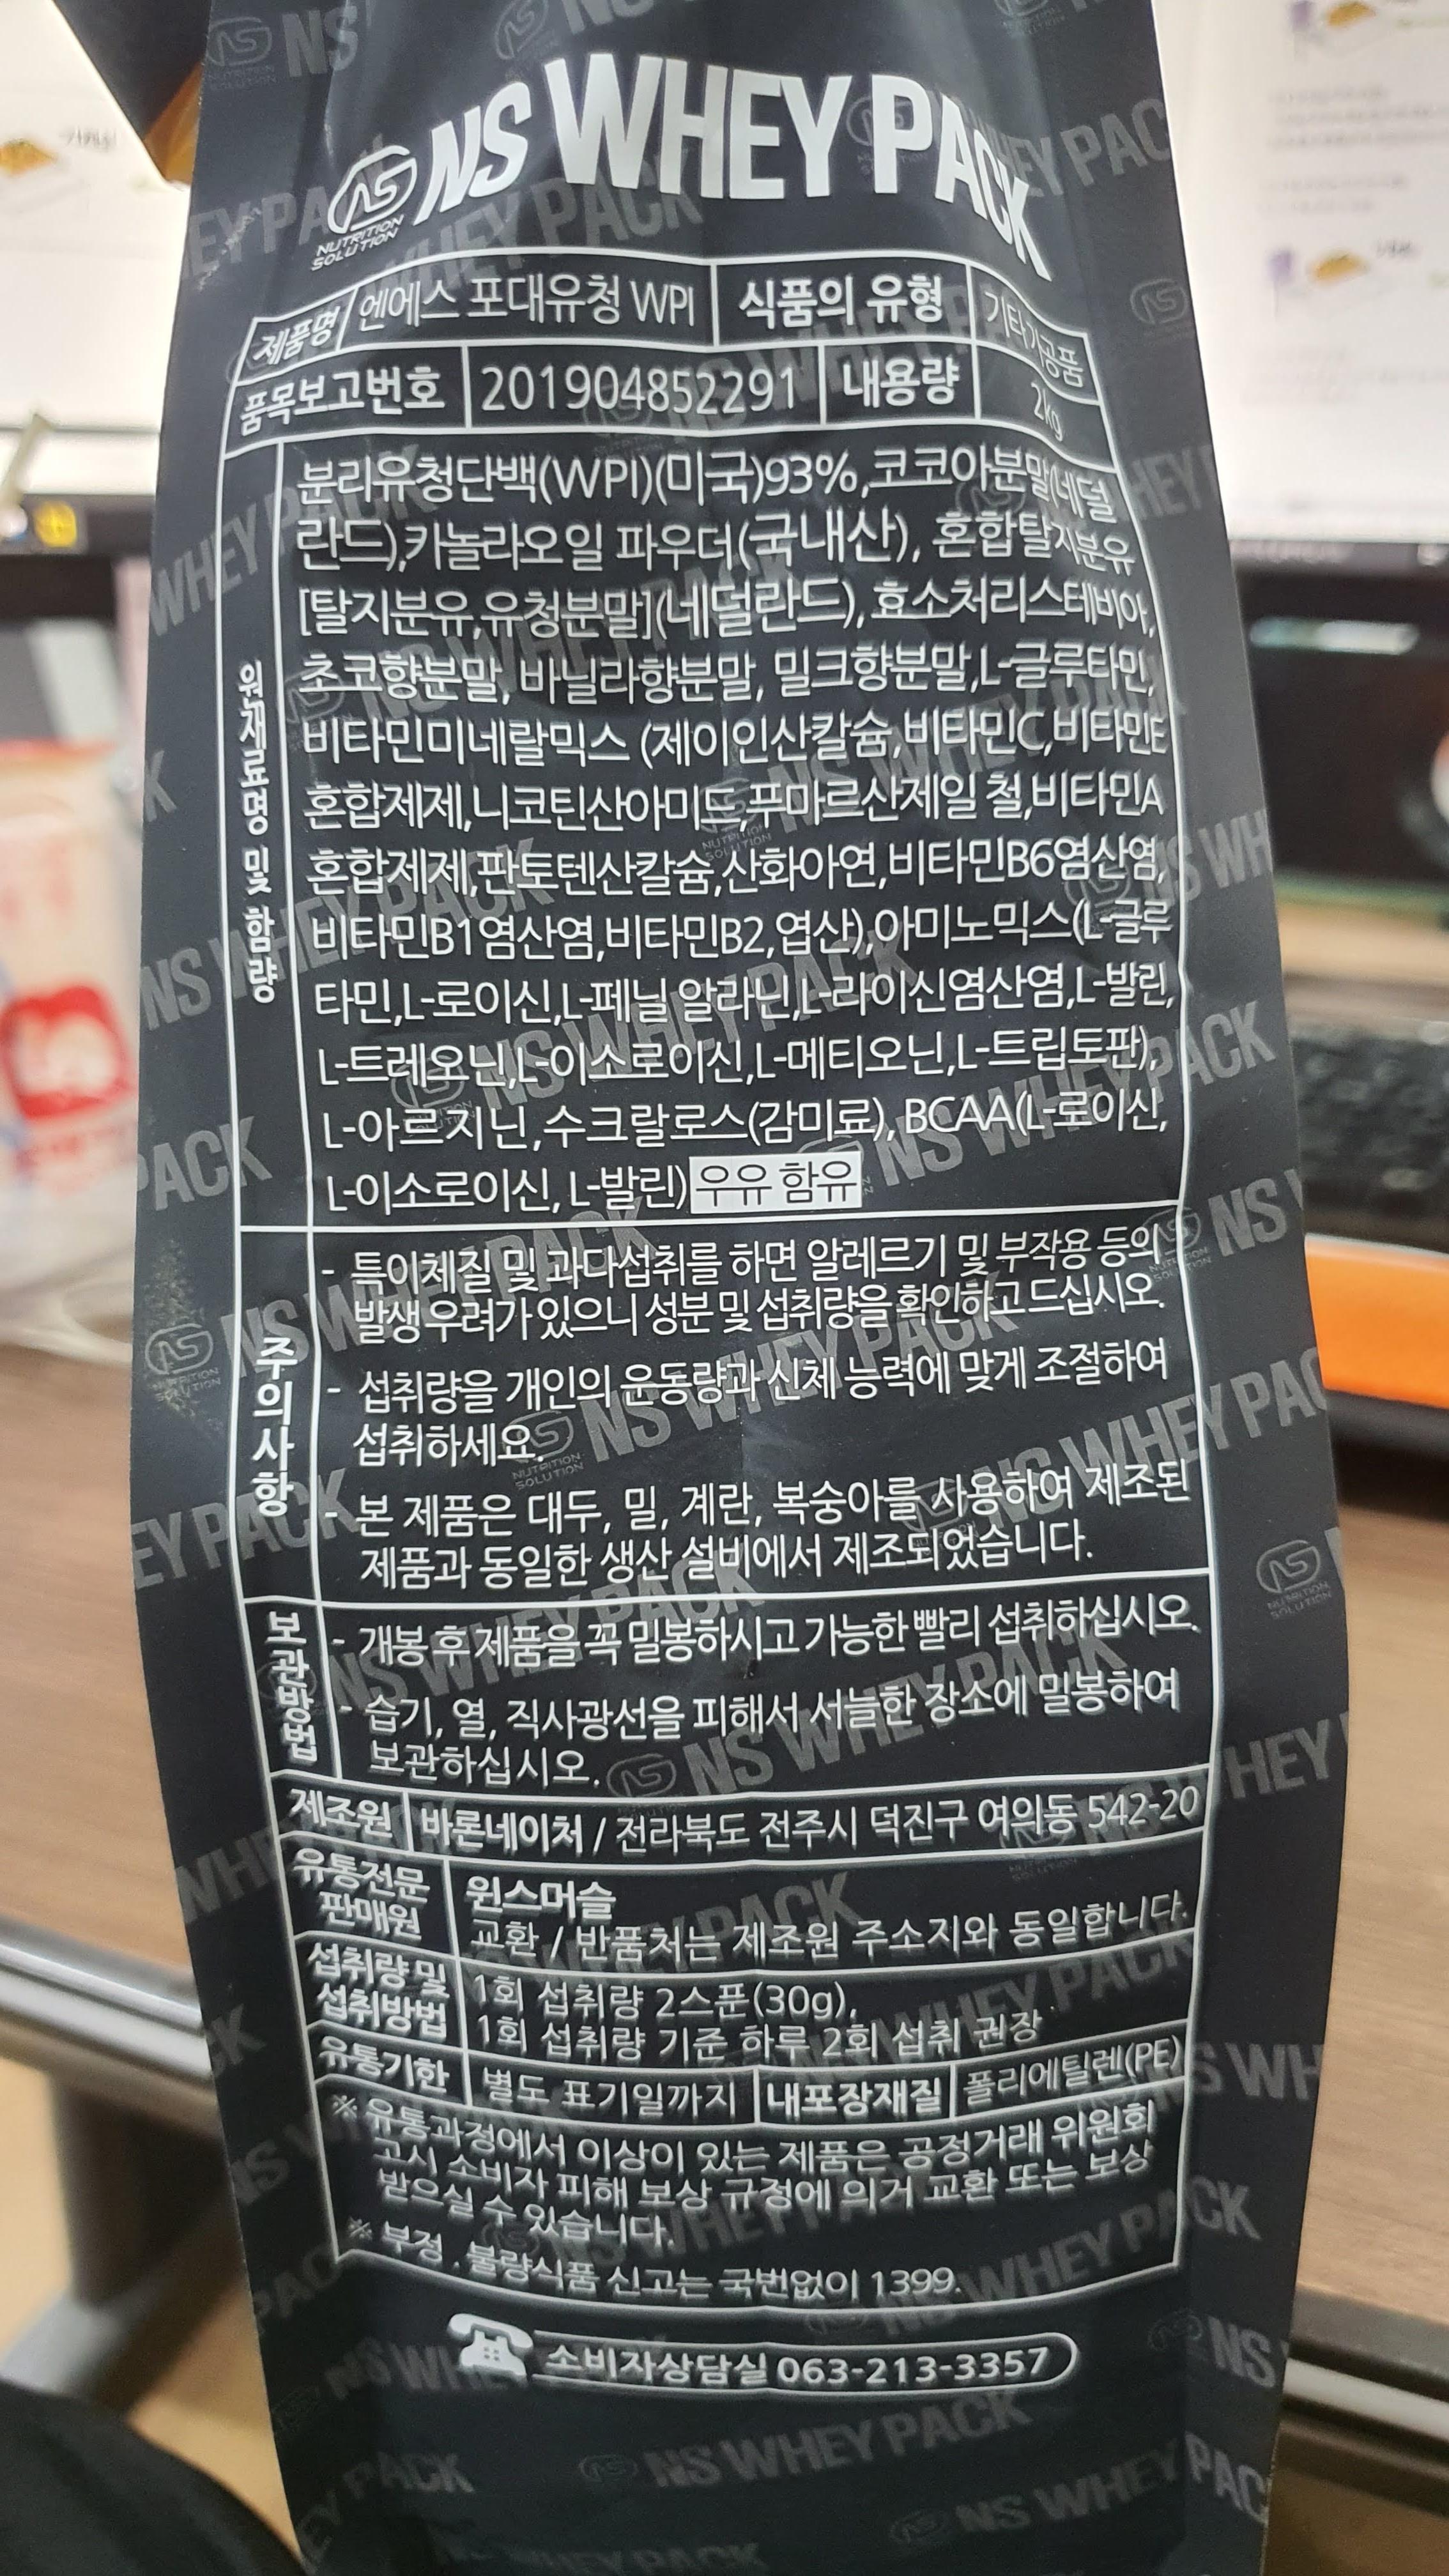 NS WHEY PACK
NS
NUTRITION
SOLUTION
제품명 엔에스 포대유청 WPI 식품의 유형 기타가공품
품목보고번호 201904852291 내용량 2kg
원재료명 및 함량
분리유청단백(WPI)(미국)93%,코코아분말(네덜
란드),카놀라오일 파우더(국내산), 혼합탈지분유
[탈지분유,유청분말](네덜란드),효소처리스테비아,
초코향분말, 바닐라향분말, 밀크향분말,L-글루타민,
비타민미네랄믹스 (제이인산칼슘,비타민C,비타민E
혼합제제,니코틴산아미드,푸마르산제일 철,비타민A
혼합제제,판토텐산칼슘,산화아연,비타민B6염산염,
비타민B1염산염,비타민B2,엽산),아미노믹스(L-글루
타민,L-로이신,L-페닐 알라닌,L-라이신염산염,L-발린,
L-트레오닌,L-이소로이신,L-메티오닌,L-트립토판),
L-아르지닌,수크랄로스(감미료), BCAA(L-로이신,
L-이소로이신, L-발린) 우유 함유
주의사항
- 특이체질 및 과다섭취를 하면 알레르기 및 부작용 등의
발생우려가 있으니 성분 및 섭취량을 확인하고드십시오.
- 섭취량을 개인의 운동량과 신체 능력에 맞게 조절하여
섭취하세요.
- 본 제품은 대두, 밀, 계란, 복숭아를 사용하여 제조된
제품과 동일한 생산 설비에서 제조되었습니다.
보관방법
- 개봉 후 제품을 꼭 밀봉하시고 가능한 빨리 섭취하십시오.
- 습기, 열, 직사광선을 피해서 서늘한 장소에 밀봉하여
보관하십시오.
제조원 바론네이처 / 전라북도 전주시 덕진구 여의동 542-20
유통전문
판매원
윈스머슬
교환 / 반품처는 제조원 주소지와 동일합니다.
섭취량 및
섭취방법
1회 섭취량 2스푼(30g),
1회 섭취량 기준 하루 2회 섭취 권장
유통기한 별도 표기일까지 내포장재질 폴리에틸렌(PE)
※ 유통과정에서 이상이 있는 제품은 공정거래 위원회
고시 소비자 피해 보상 규정에 의거 교환 또는 보상
받으실 수 있습니다.
※ 부정 . 불량식품 신고는 국번없이 1399.
소비자상담실 063-213-3357